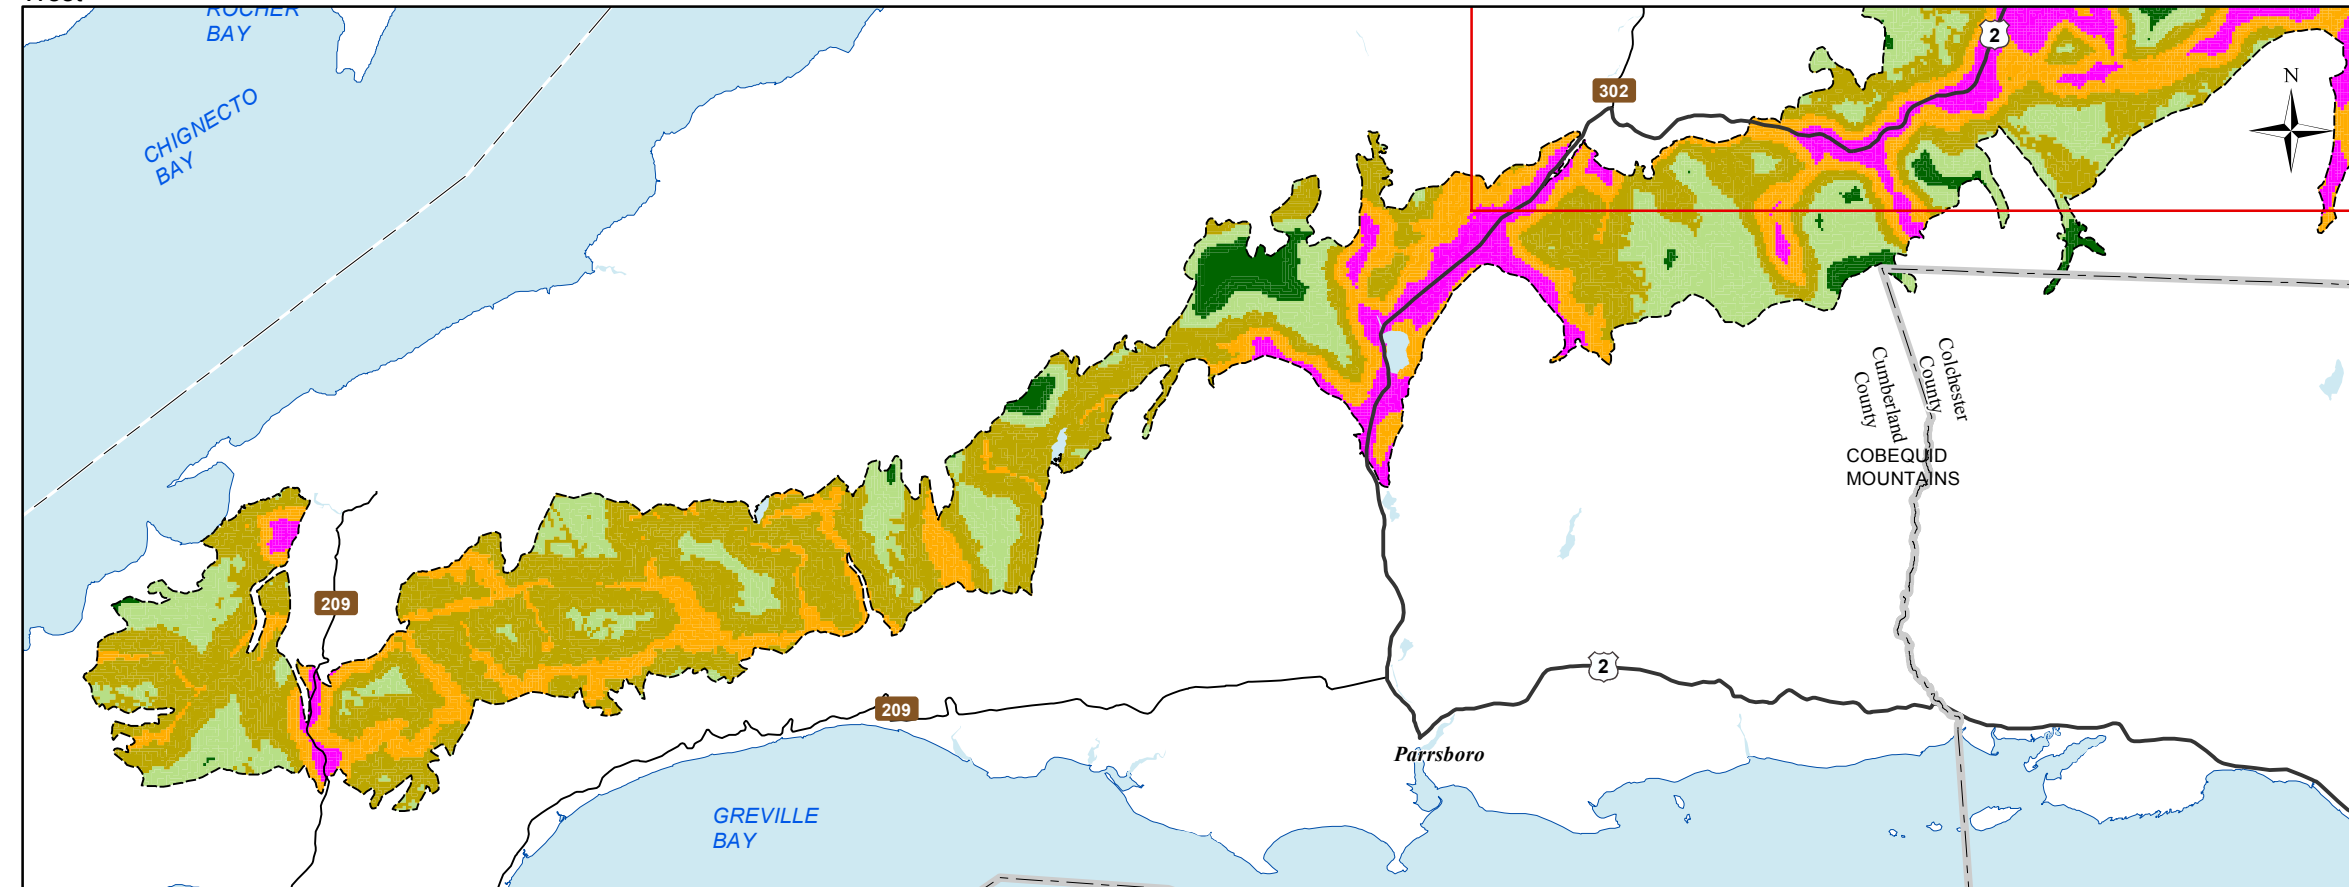 ROCHER
BAY
2
CHIGNECTO
BAY
302
N
Colchester
County
Cumberland
County
COBEQUID
MOUNTAINS
209
2
209
Parrsboro
GREVILLE
BAY